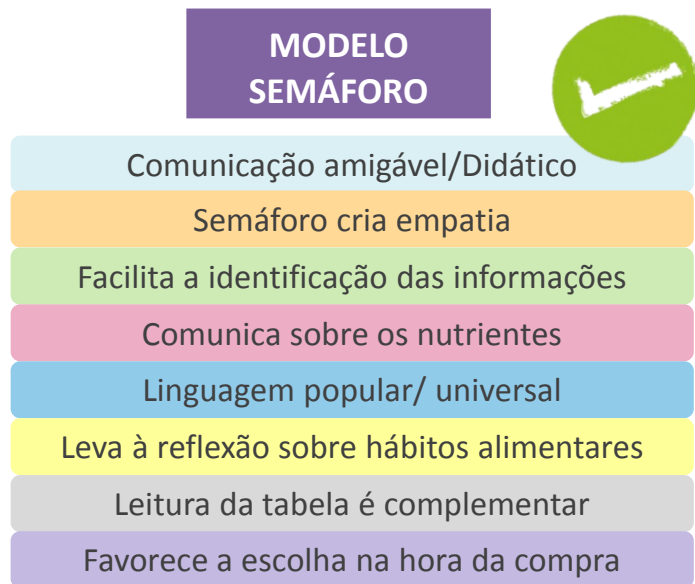 MODELO
SEMÁFORO
Comunicação amigável/Didático
Semáforo cria empatia
Facilita a identificação das informações
Comunica sobre os nutrientes
Linguagem popular/ universal
Leva à reflexão sobre hábitos alimentares
Leitura da tabela é complementar
Favorece a escolha na hora da compra